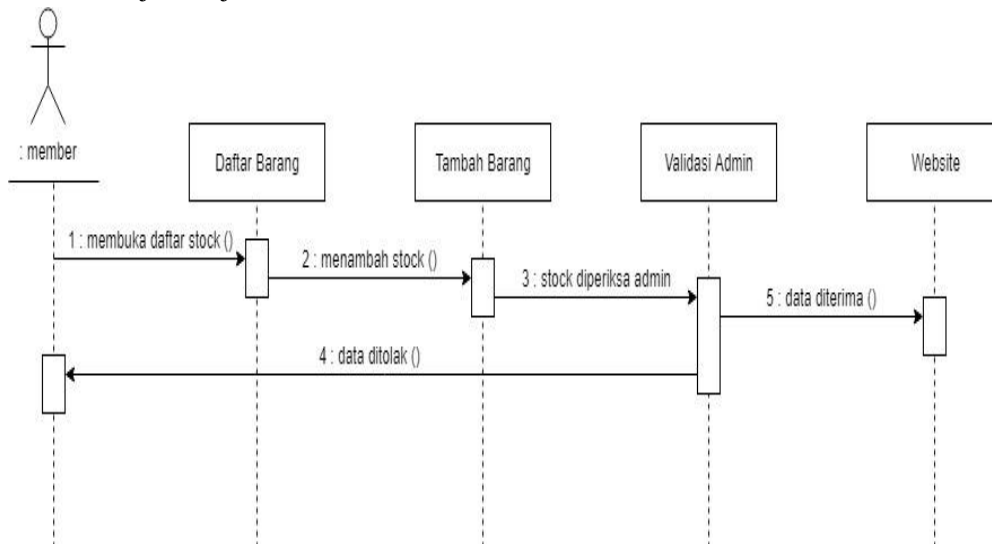 : member
Daftar Barang
Tambah Barang
Validasi Admin
Website
1 : membuka daftar stock ()
2 : menambah stock ()
3 : stock diperiksa admin
5 : data diterima ()
4 : data ditolak ()